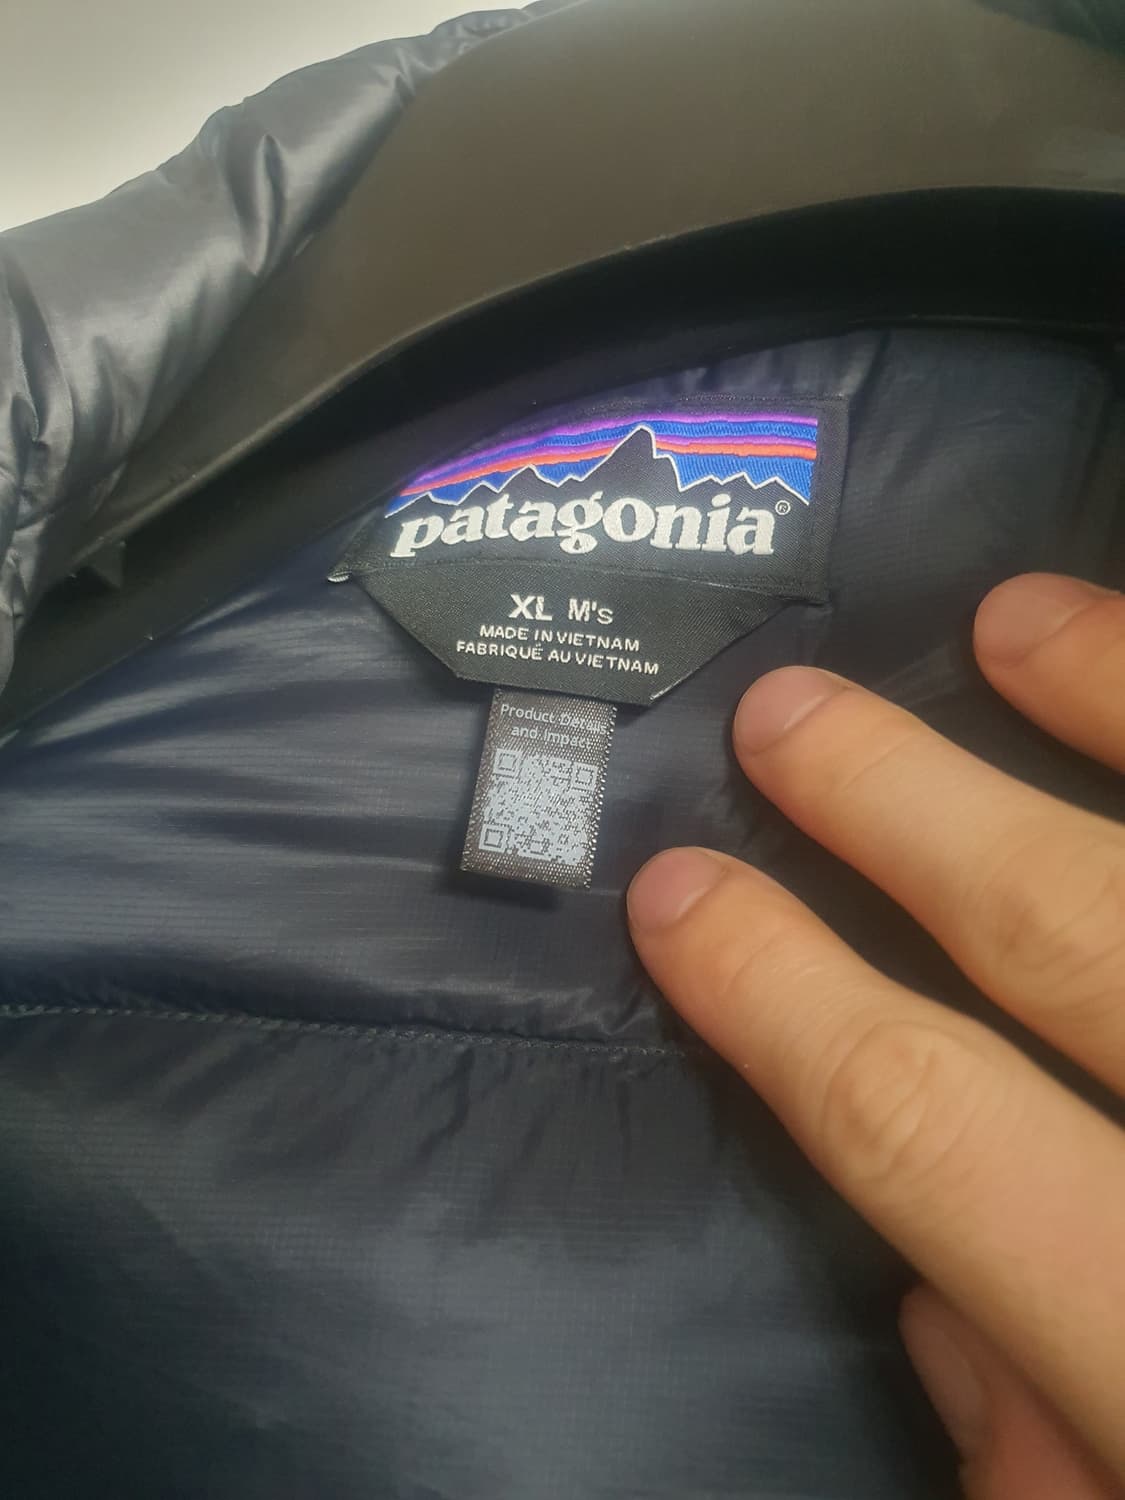 patagonia®
XL M's
MADE IN VIETNAM
FABRIQUÉ AU VIETNAM
Product Details
and Impact